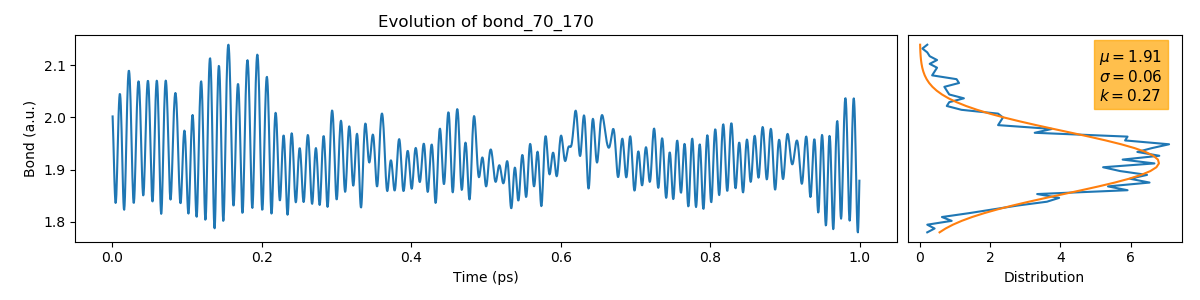 Evolution of bond_70_170
Bond (a.u.)
2.1
2.0
1.9
1.8
0.0 0.2 0.4 0.6 0.8 1.0
Time (ps)
μ = 1.91
σ = 0.06
k = 0.27
0 2 4 6
Distribution